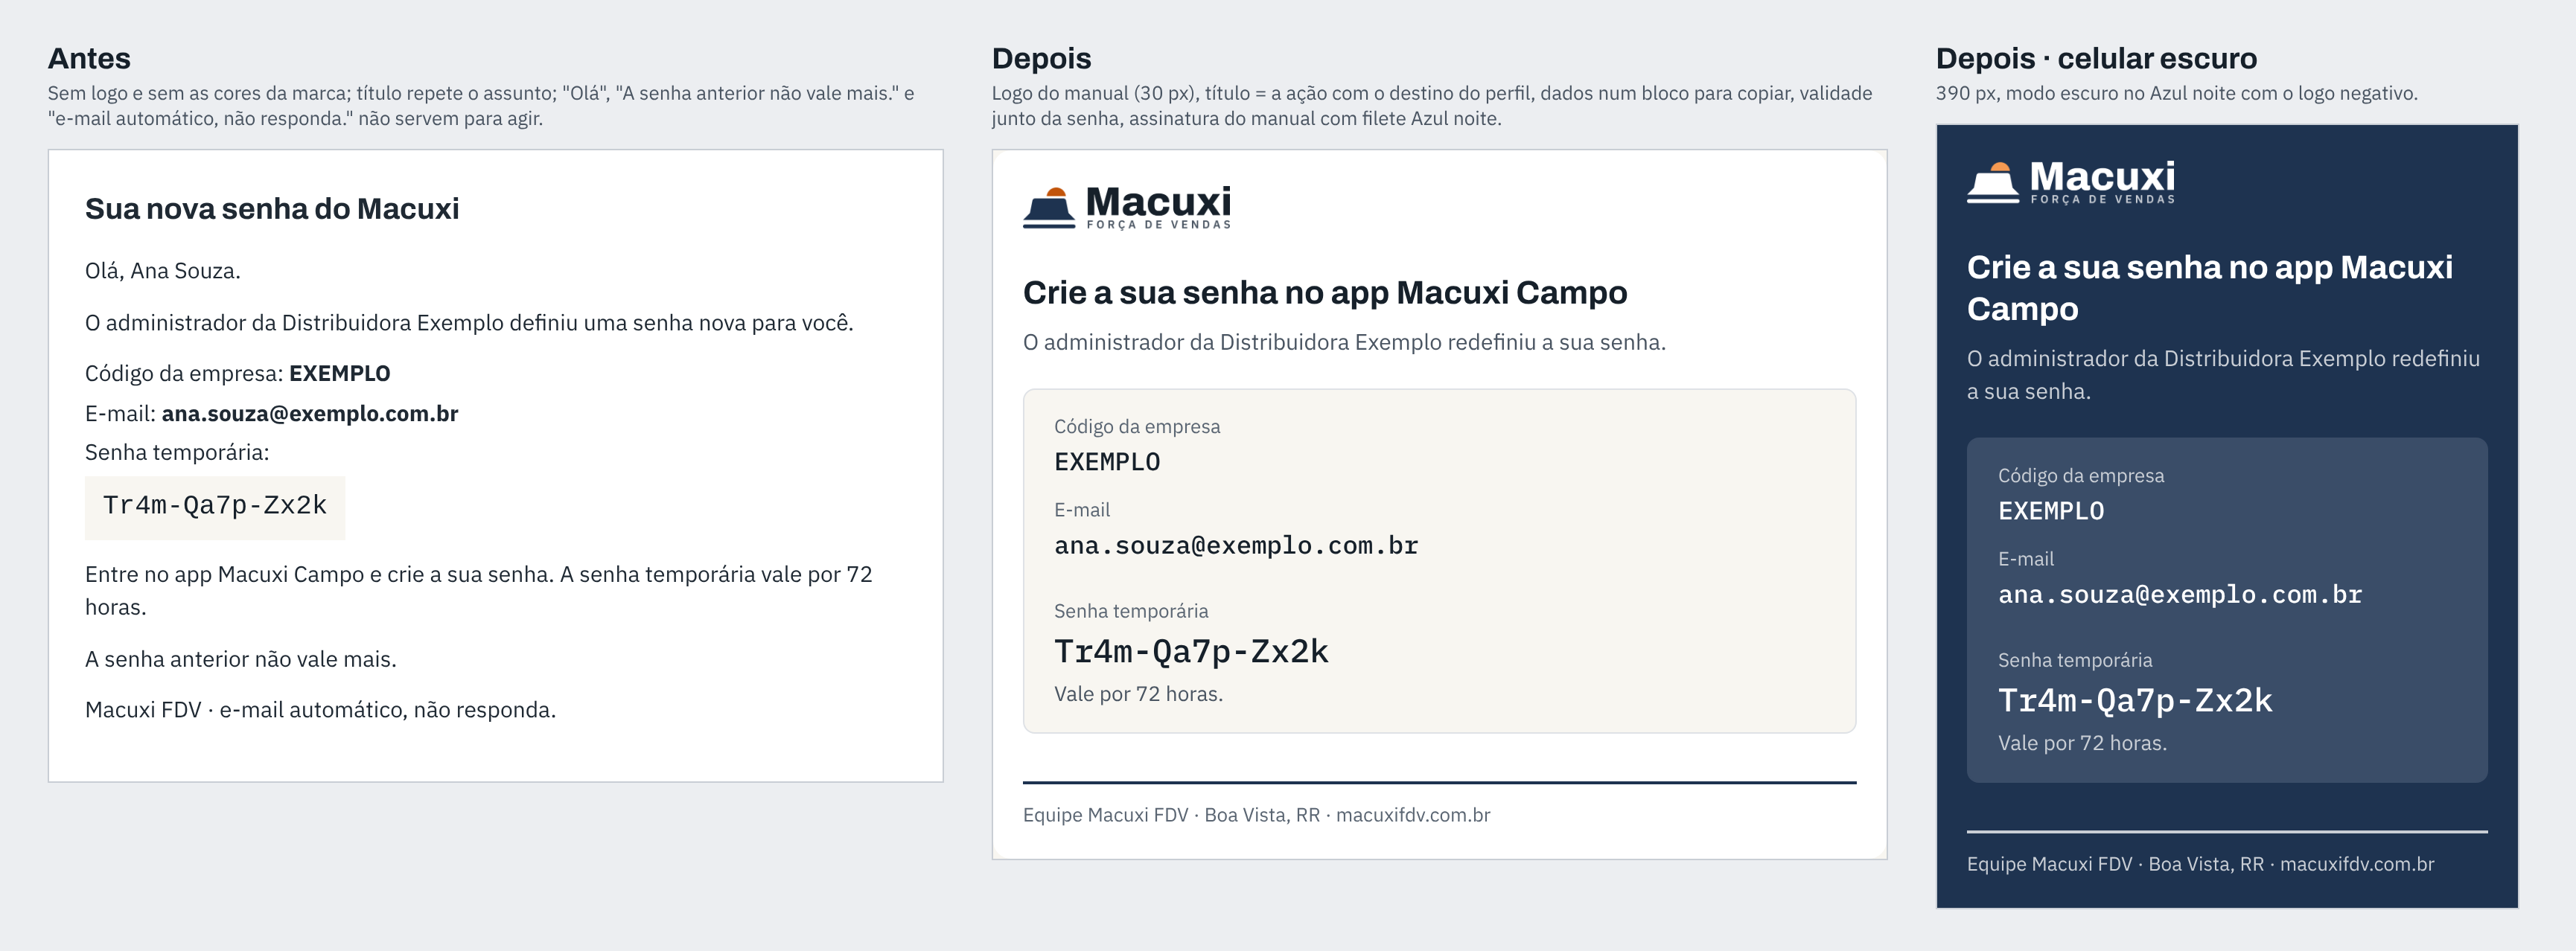 Antes
Sem logo e sem as cores da marca; título repete o assunto; "Olá", "A senha anterior não vale mais." e
"e-mail automático, não responda." não servem para agir.
Sua nova senha do Macuxi
Olá, Ana Souza.
O administrador da Distribuidora Exemplo definiu uma senha nova para você.
Código da empresa: EXEMPLO
E-mail: ana.souza@exemplo.com.br
Senha temporária:
Tr4m-Qa7p-Zx2k
Entre no app Macuxi Campo e crie a sua senha. A senha temporária vale por 72
horas.
A senha anterior não vale mais.
Macuxi FDV · e-mail automático, não responda.
Depois
Logo do manual (30 px), título = a ação com o destino do perfil, dados num bloco para copiar, validade
junto da senha, assinatura do manual com filete Azul noite.
Macuxi
FORÇA DE VENDAS
Crie a sua senha no app Macuxi Campo
O administrador da Distribuidora Exemplo redefiniu a sua senha.
Código da empresa
EXEMPLO
E-mail
ana.souza@exemplo.com.br
Senha temporária
Tr4m-Qa7p-Zx2k
Vale por 72 horas.
Equipe Macuxi FDV · Boa Vista, RR · macuxifdv.com.br
Depois · celular escuro
390 px, modo escuro no Azul noite com o logo negativo.
Macuxi
FORÇA DE VENDAS
Crie a sua senha no app Macuxi
Campo
O administrador da Distribuidora Exemplo redefiniu
a sua senha.
Código da empresa
EXEMPLO
E-mail
ana.souza@exemplo.com.br
Senha temporária
Tr4m-Qa7p-Zx2k
Vale por 72 horas.
Equipe Macuxi FDV · Boa Vista, RR · macuxifdv.com.br